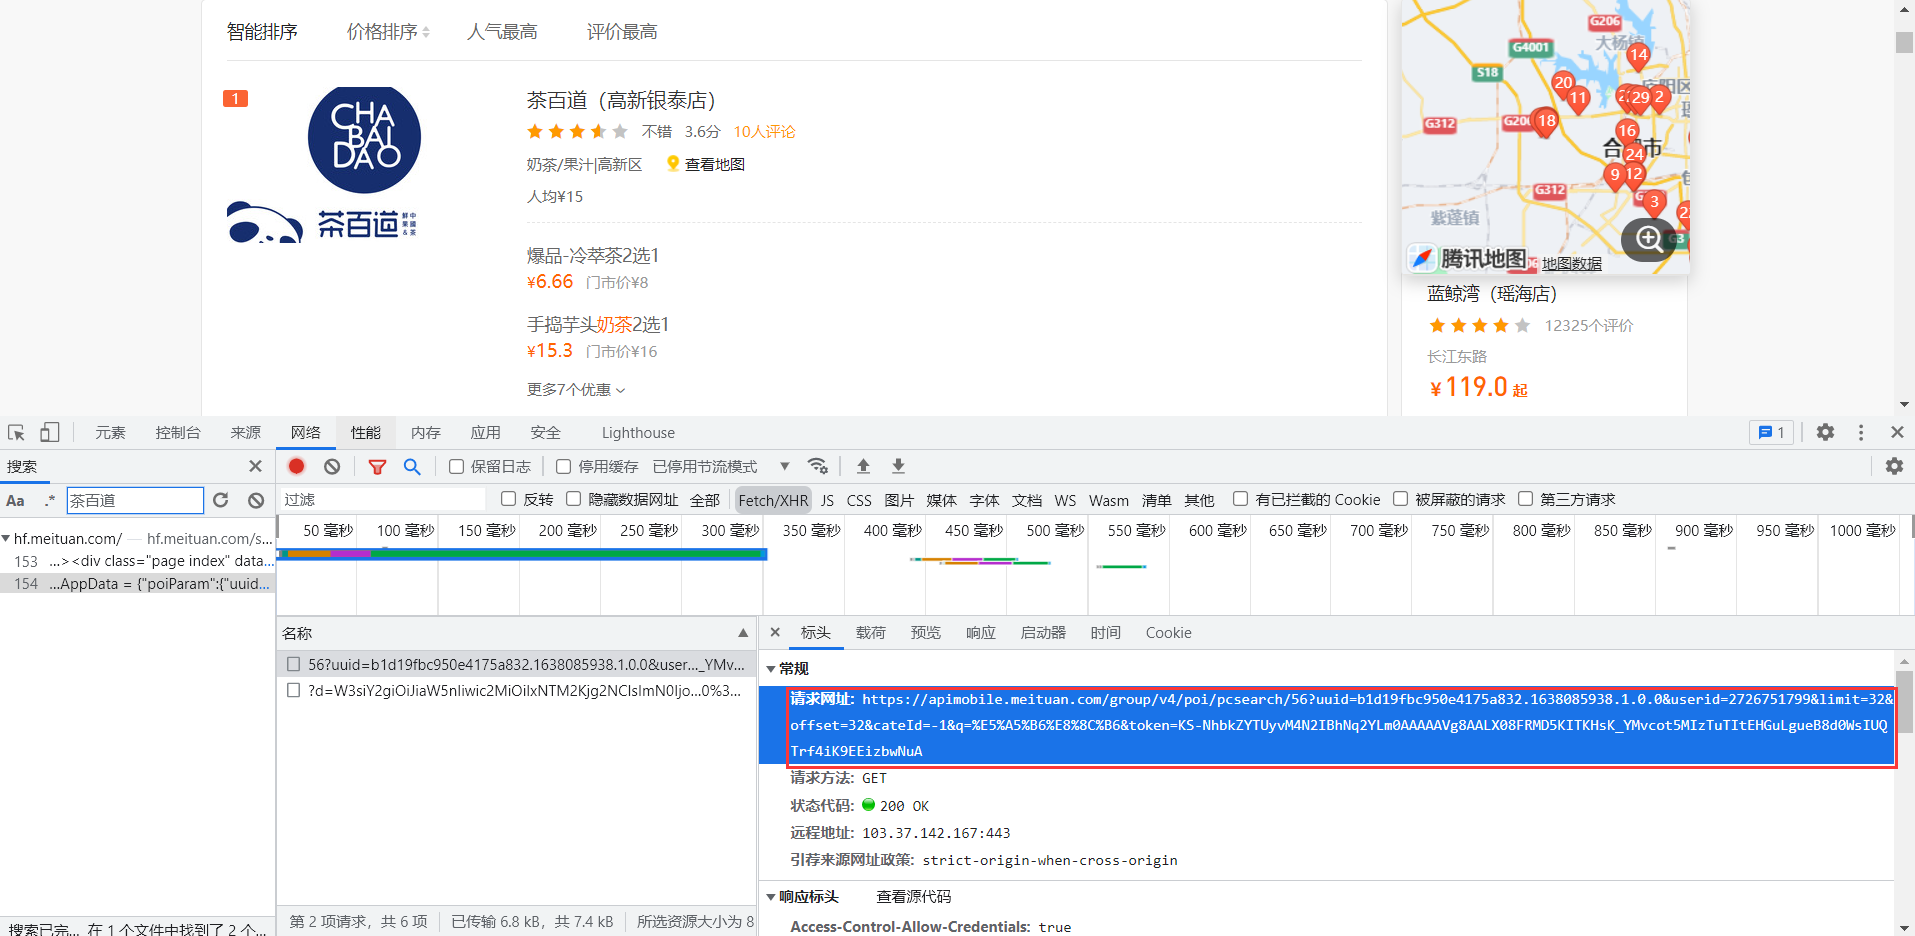 智能排序 价格排序 人气最高 评价最高
1
CHA
BAI
DAO
茶百道
茶百道（高新银泰店）
不错 3.6分 10人评论
奶茶/果汁|高新区 查看地图
人均¥15
爆品-冷萃茶2选1
¥6.66 门市价¥8
手捣芋头奶茶2选1
¥15.3 门市价¥16
更多7个优惠
G206
大杨镇
G4001
14
S18
20
11
29
2
G312
18
16
24
9
12
G312
3
紫蓬镇
腾讯地图 地图数据
蓝鲸湾（瑶海店）
12325个评价
长江东路
¥119.0 起
元素 控制台 来源 网络 性能 内存 应用 安全 Lighthouse 1
搜索
保留日志 停用缓存 已停用节流模式
Aa .* 茶百道
过滤 反转 隐藏数据网址 全部 Fetch/XHR JS CSS 图片 媒体 字体 文档 WS Wasm 清单 其他 有已拦截的 Cookie 被屏蔽的请求 第三方请求
50 毫秒 100 毫秒 150 毫秒 200 毫秒 250 毫秒 300 毫秒 350 毫秒 400 毫秒 450 毫秒 500 毫秒 550 毫秒 600 毫秒 650 毫秒 700 毫秒 750 毫秒 800 毫秒 850 毫秒 900 毫秒 950 毫秒 1000 毫秒
hf.meituan.com/ — hf.meituan.com/s...
153 ...><div class="page index" data...
154 ...AppData = {"poiParam":{"uuid...
名称
56?uuid=b1d19fbc950e4175a832.1638085938.1.0.0&user..._YMv...
?d=W3siY2giOiJiaW5nIiwic2MiOiIxNTM2Kjg2NCIsImN0Ijo...0%3...
标头 载荷 预览 响应 启动器 时间 Cookie
常规
请求网址: https://apimobile.meituan.com/group/v4/poi/pcsearch/56?uuid=b1d19fbc950e4175a832.1638085938.1.0.0&userid=2726751799&limit=32&
offset=32&cateId=-1&q=%E5%A5%B6%E8%8C%B6&token=KS-NhbkZYTUyvM4N2IBhNq2YLm0AAAAAVg8AALX08FRMD5KITKHsK_YMvcot5MIzTuTItEHGuLgueB8d0WsIUQ
Trf4iK9EEizbwNuA
请求方法: GET
状态代码: 200 OK
远程地址: 103.37.142.167:443
引荐来源网址政策: strict-origin-when-cross-origin
响应标头 查看源代码
Access-Control-Allow-Credentials: true
第 2 项请求，共 6 项 已传输 6.8 kB，共 7.4 kB 所选资源大小为 8
搜索已完... 在 1 个文件中找到了 2 个...